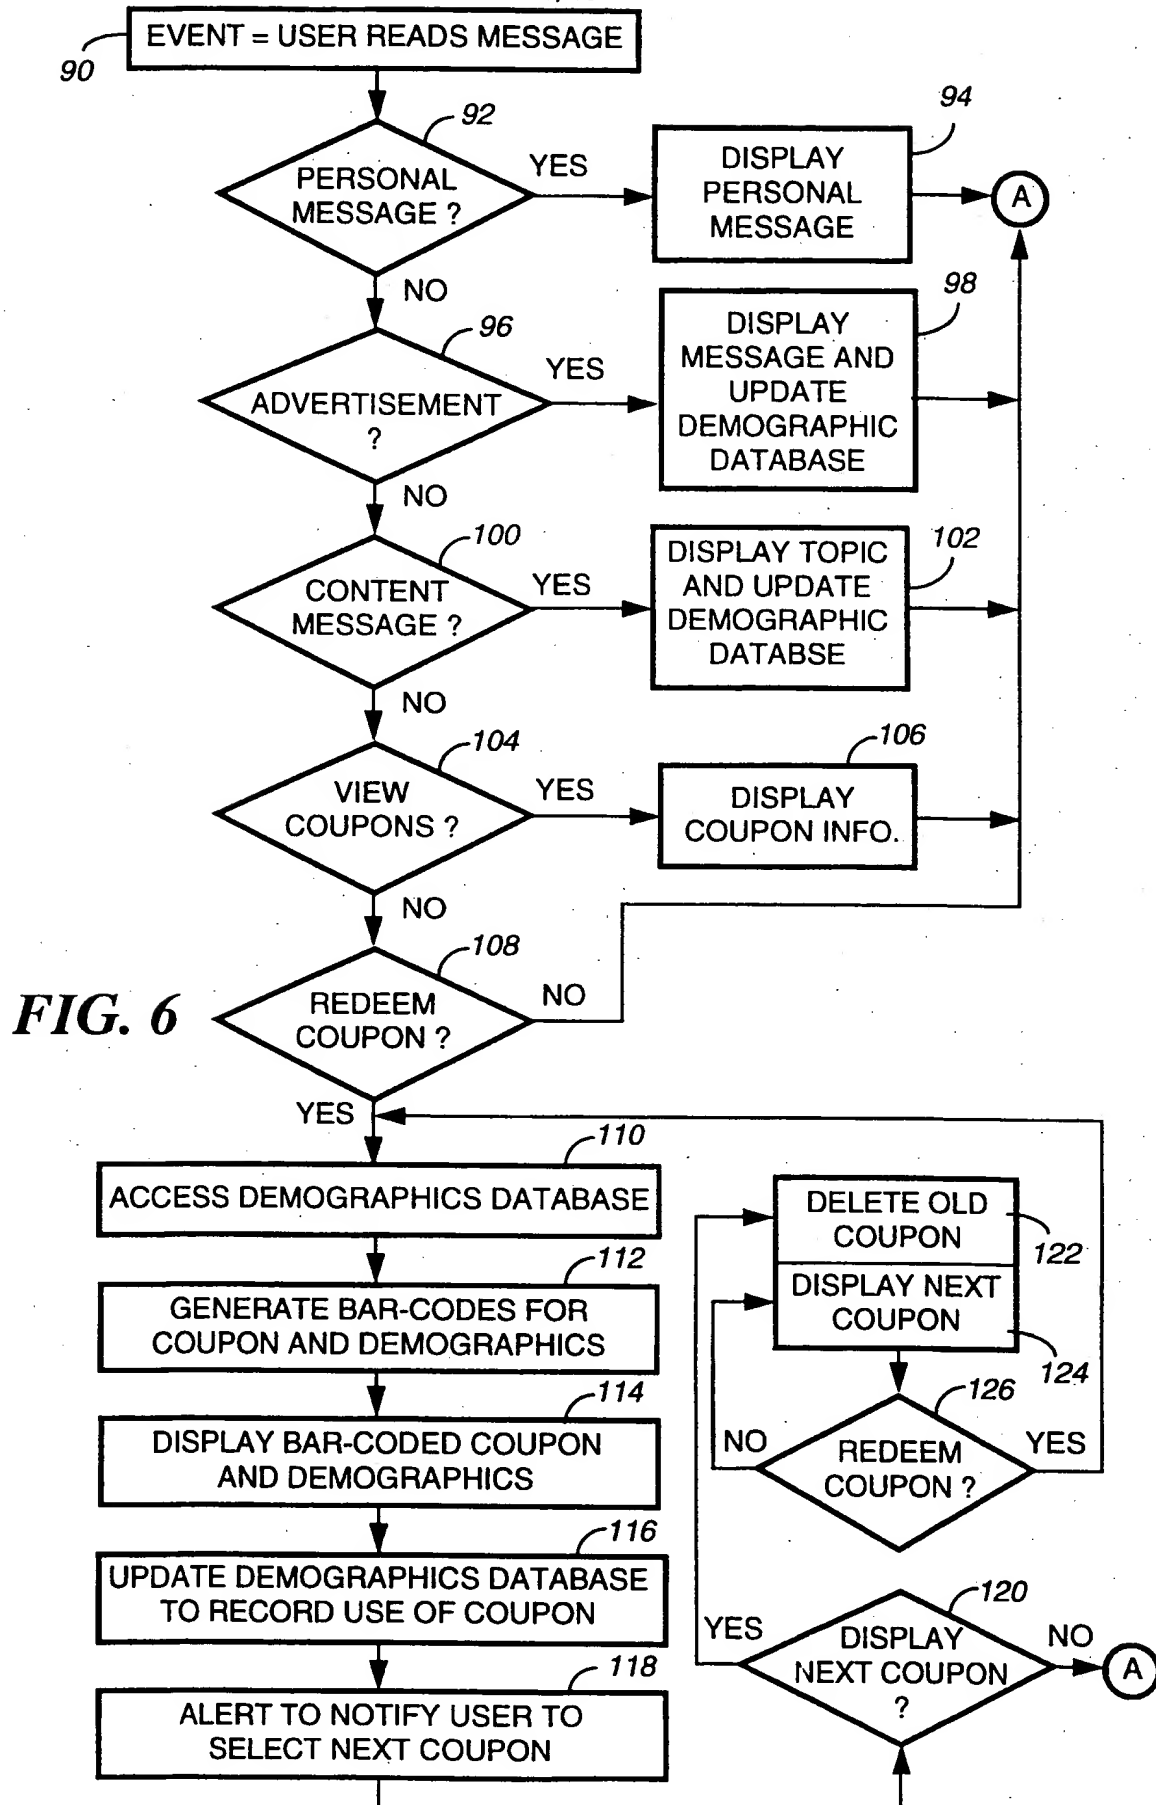 EVENT = USER READS MESSAGE
90
92
PERSONAL
MESSAGE ?
YES
94
DISPLAY
PERSONAL
MESSAGE
A
NO
96
ADVERTISEMENT
?
YES
98
DISPLAY
MESSAGE AND
UPDATE
DEMOGRAPHIC
DATABASE
NO
100
CONTENT
MESSAGE ?
YES
102
DISPLAY TOPIC
AND UPDATE
DEMOGRAPHIC
DATABSE
NO
104
VIEW
COUPONS ?
YES
106
DISPLAY
COUPON INFO.
NO
108
REDEEM
COUPON ?
NO
FIG. 6
YES
110
ACCESS DEMOGRAPHICS DATABASE
112
GENERATE BAR-CODES FOR
COUPON AND DEMOGRAPHICS
114
DISPLAY BAR-CODED COUPON
AND DEMOGRAPHICS
116
UPDATE DEMOGRAPHICS DATABASE
TO RECORD USE OF COUPON
118
ALERT TO NOTIFY USER TO
SELECT NEXT COUPON
DELETE OLD
COUPON
122
DISPLAY NEXT
COUPON
124
126
NO
REDEEM
COUPON ?
YES
120
YES
DISPLAY
NEXT COUPON
?
NO
A